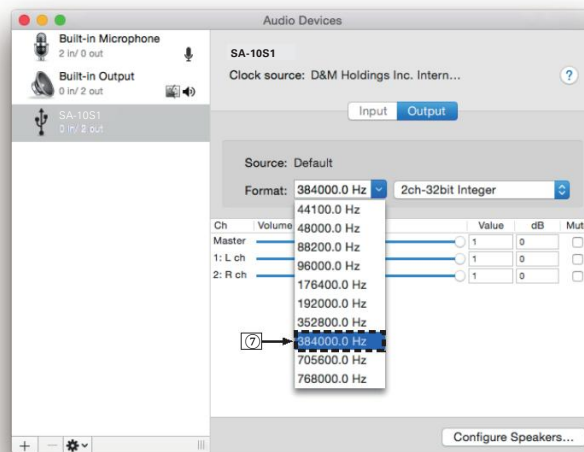 Audio Devices
Built-in Microphone
2 in/ 0 out
Built-in Output
0 in/ 2 out
SA-10S1
0 in/ 2 out
SA-10S1
Clock source: D&M Holdings Inc. Intern...
?
Input Output
Source: Default
Format: 384000.0 Hz 2ch-32bit Integer
44100.0 Hz
48000.0 Hz
88200.0 Hz
96000.0 Hz
176400.0 Hz
192000.0 Hz
352800.0 Hz
⑦ 384000.0 Hz
705600.0 Hz
768000.0 Hz
Ch Volume Value dB Mut
Master 1 0
1: L ch 1 0
2: R ch 1 0
Configure Speakers...